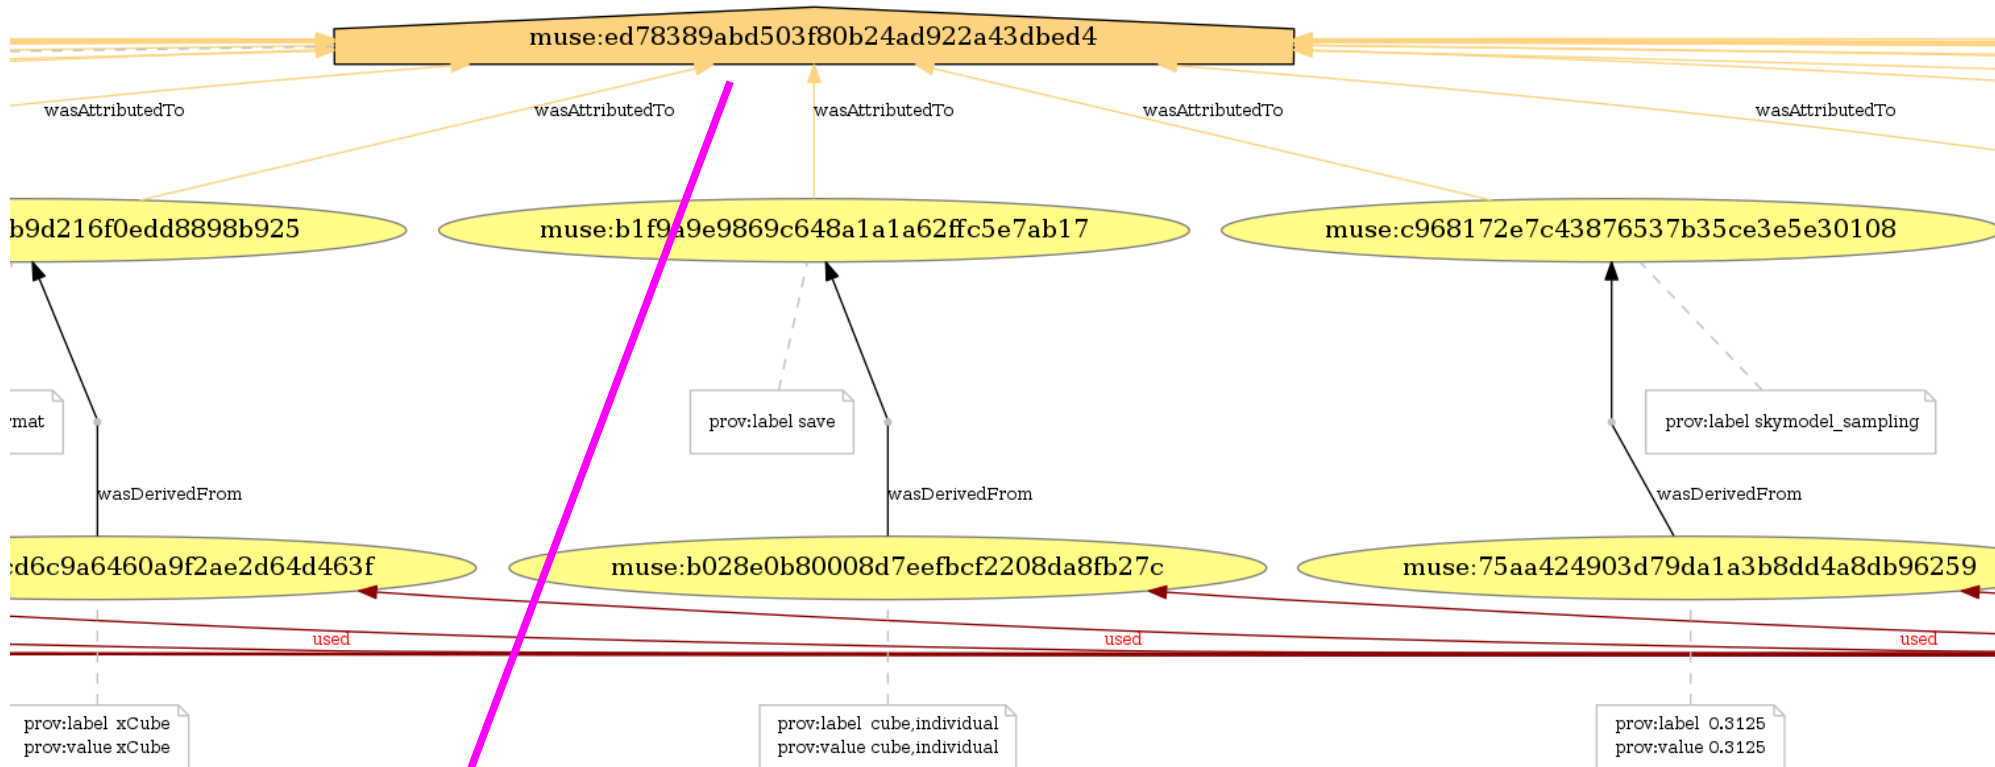 muse:ed78389abd503f80b24ad922a43dbed4
wasAttributedTo
wasAttributedTo
wasAttributedTo
wasAttributedTo
wasAttributedTo
b9d216f0edd8898b925
muse:b1f9a9e9869c648a1a1a62ffc5e7ab17
muse:c968172e7c43876537b35ce3e5e30108
rmat
prov:label save
prov:label skymodel_sampling
wasDerivedFrom
wasDerivedFrom
wasDerivedFrom
cd6c9a6460a9f2ae2d64d463f
muse:b028e0b80008d7eefbcf2208da8fb27c
muse:75aa424903d79da1a3b8dd4a8db96259
used
used
used
prov:label xCube
prov:value xCube
prov:label cube,individual
prov:value cube,individual
prov:label 0.3125
prov:value 0.3125